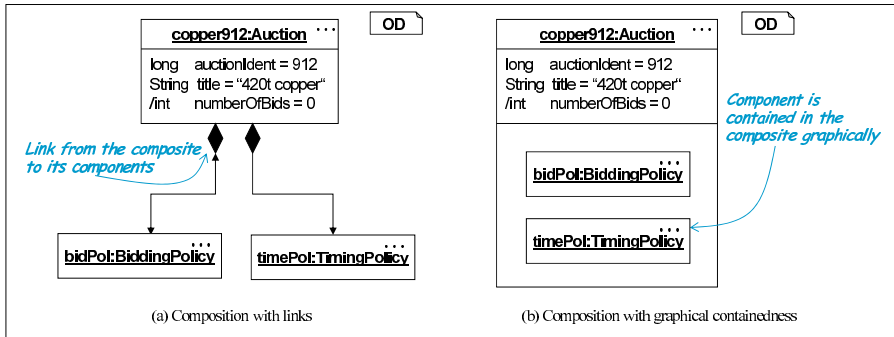 copper912:Auction ...
OD
long auctionIdent = 912
String title = “420t copper“
/int numberOfBids = 0
Link from the composite
to its components
...
bidPol:BiddingPolicy
...
timePol:TimingPolicy
(a) Composition with links
copper912:Auction ...
OD
long auctionIdent = 912
String title = “420t copper“
/int numberOfBids = 0
Component is
contained in the
composite graphically
...
bidPol:BiddingPolicy
...
timePol:TimingPolicy
(b) Composition with graphical containedness